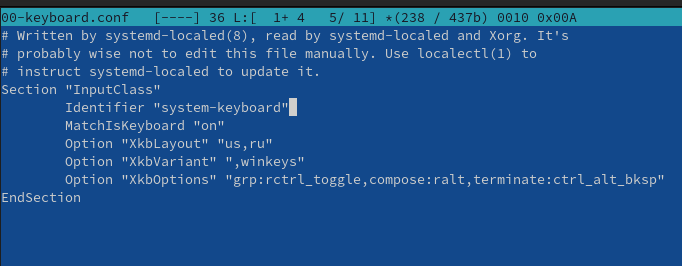 00-keyboard.conf   [----] 36 L:[  1+ 4   5/ 11] *(238 / 437b) 0010 0x00A
# Written by systemd-localed(8), read by systemd-localed and Xorg. It's
# probably wise not to edit this file manually. Use localectl(1) to
# instruct systemd-localed to update it.
Section "InputClass"
        Identifier "system-keyboard"
        MatchIsKeyboard "on"
        Option "XkbLayout" "us,ru"
        Option "XkbVariant" ",winkeys"
        Option "XkbOptions" "grp:rctrl_toggle,compose:ralt,terminate:ctrl_alt_bksp"
EndSection